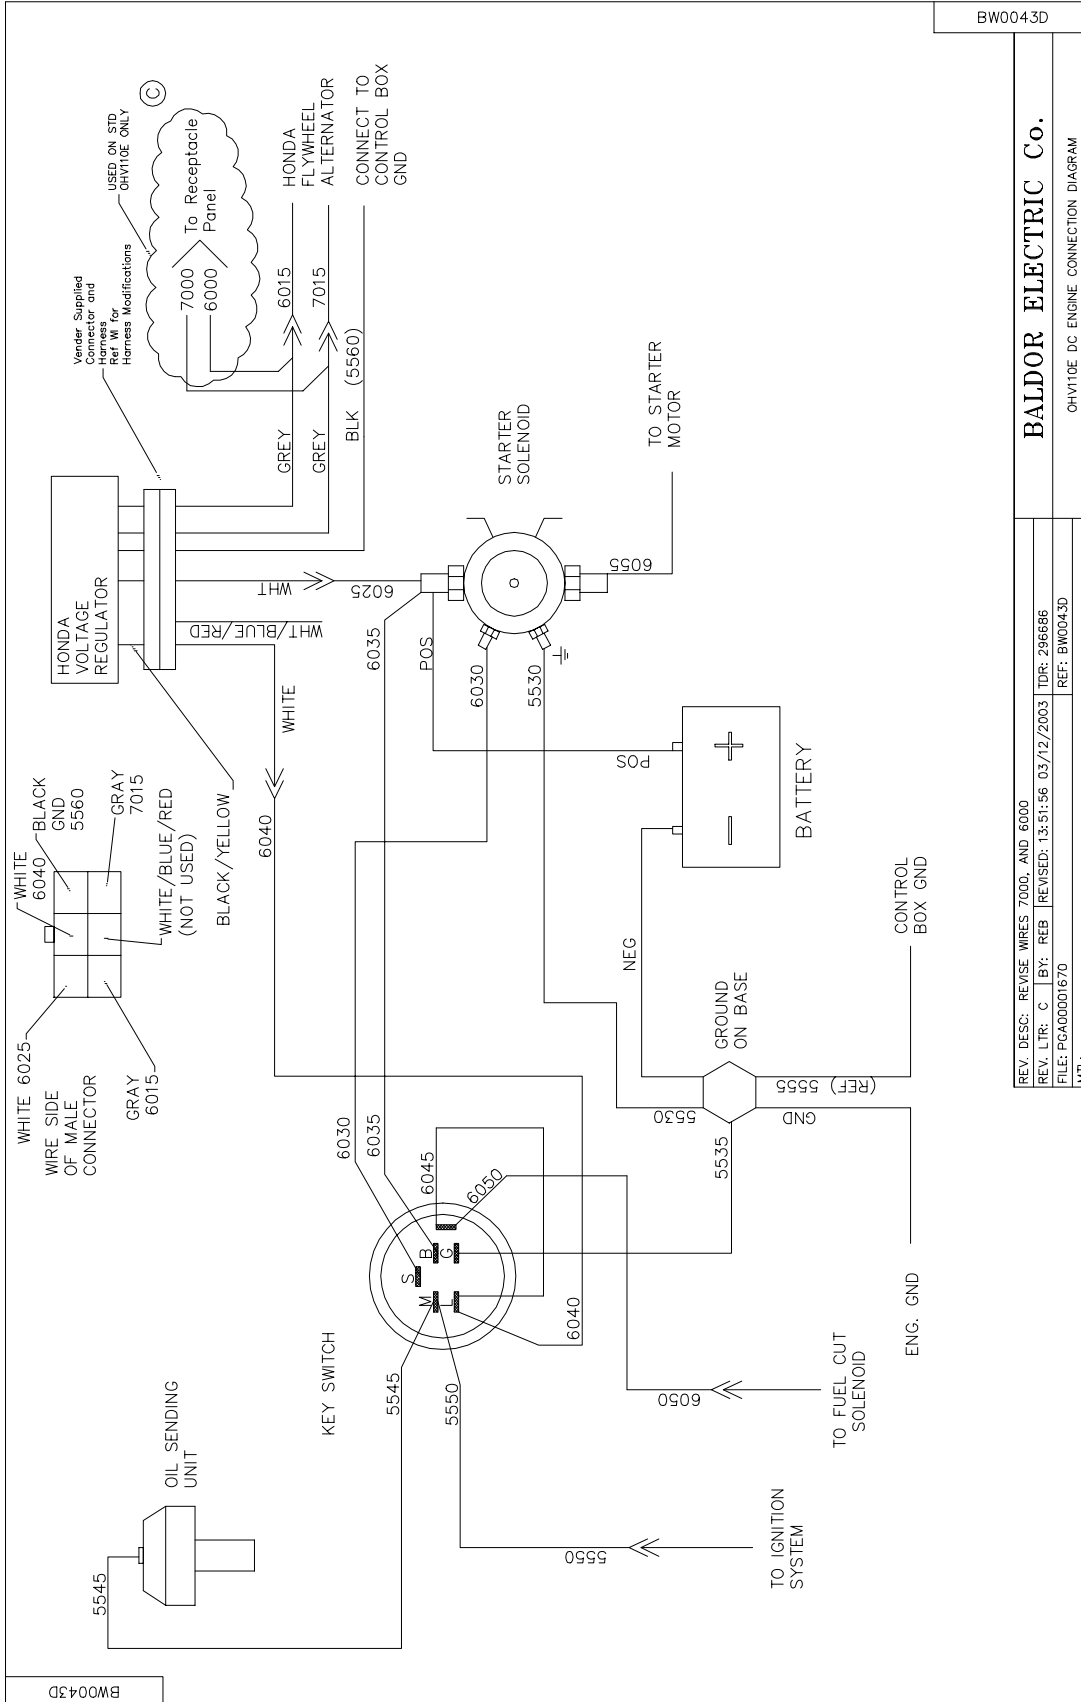 BW0043D
USED ON STD
OHV110E ONLY
C
To Receptacle
Panel
7000
6000
HONDA
FLYWHEEL
ALTERNATOR
CONNECT TO
CONTROL BOX
GND
6015
7015
Vender Supplied
Connector and
Harness
Ref WI for
Harness Modifications
GREY
GREY
BLK (5560)
HONDA
VOLTAGE
REGULATOR
WHT
6025
WHT/BLUE/RED
WHITE
6040
BLACK/YELLOW
STARTER
SOLENOID
TO STARTER
MOTOR
6055
6035
POS
6030
5530
POS
BATTERY
NEG
WHITE
6040
BLACK
GND
5560
GRAY
7015
WHITE/BLUE/RED
(NOT USED)
WHITE 6025
WIRE SIDE
OF MALE
CONNECTOR
GRAY
6015
GROUND
ON BASE
CONTROL
BOX GND
5530
5555 (REF)
GND
5535
6030
6035
6045
6050
S
B
G
M
L
6040
KEY SWITCH
5545
5550
OIL SENDING
UNIT
5545
6050
TO FUEL CUT
SOLENOID
ENG. GND
5550
TO IGNITION
SYSTEM
BW0043D
BALDOR ELECTRIC Co.
OHV110E DC ENGINE CONNECTION DIAGRAM
REV. DESC: REVISE WIRES 7000, AND 6000
REV. LTR: C BY: REB REVISED: 13:51:56 03/12/2003 TDR: 296686
FILE: PGA00001670 REF: BW0043D